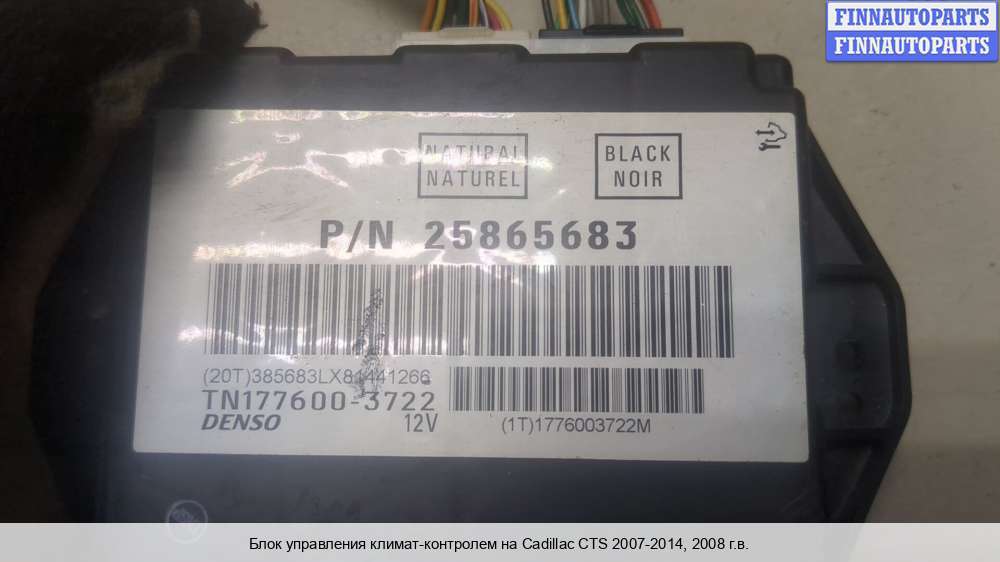 FINNAUTOPARTS
FINNAUTOPARTS
NATURAL
NATUREL
BLACK
NOIR
P/N 25865683
(20T)385683LX81441266
TN177600-3722
DENSO
12V
(1T)1776003722M
Блок управления климат-контролем на Cadillac CTS 2007-2014, 2008 г.в.